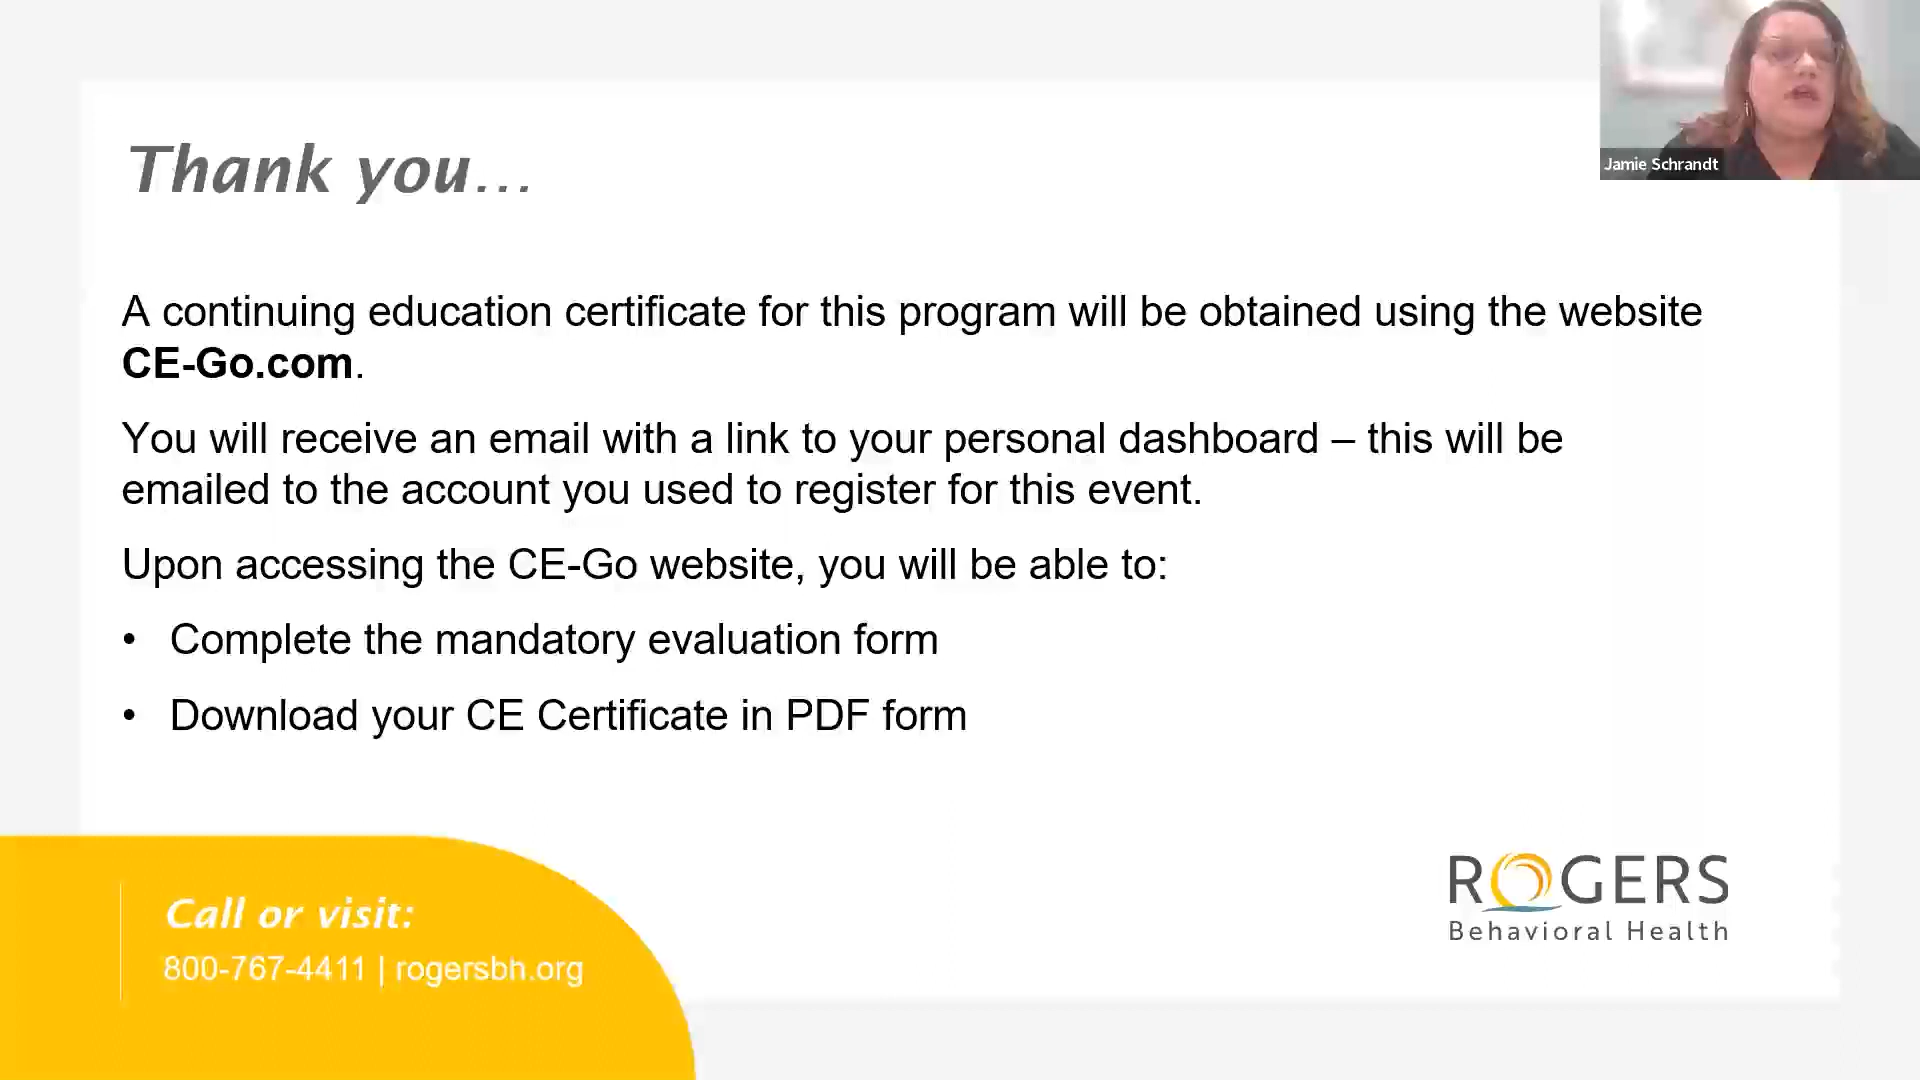 Jamie Schrandt
Thank you...
A continuing education certificate for this program will be obtained using the website
CE-Go.com.
You will receive an email with a link to your personal dashboard – this will be
emailed to the account you used to register for this event.
Upon accessing the CE-Go website, you will be able to:
• Complete the mandatory evaluation form
• Download your CE Certificate in PDF form
Call or visit:
800-767-4411 | rogersbh.org
ROGERS
Behavioral Health